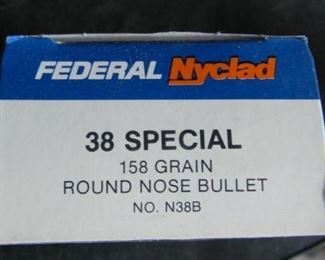 FEDERAL Nyclad
38 SPECIAL
158 GRAIN
ROUND NOSE BULLET
NO. N38B